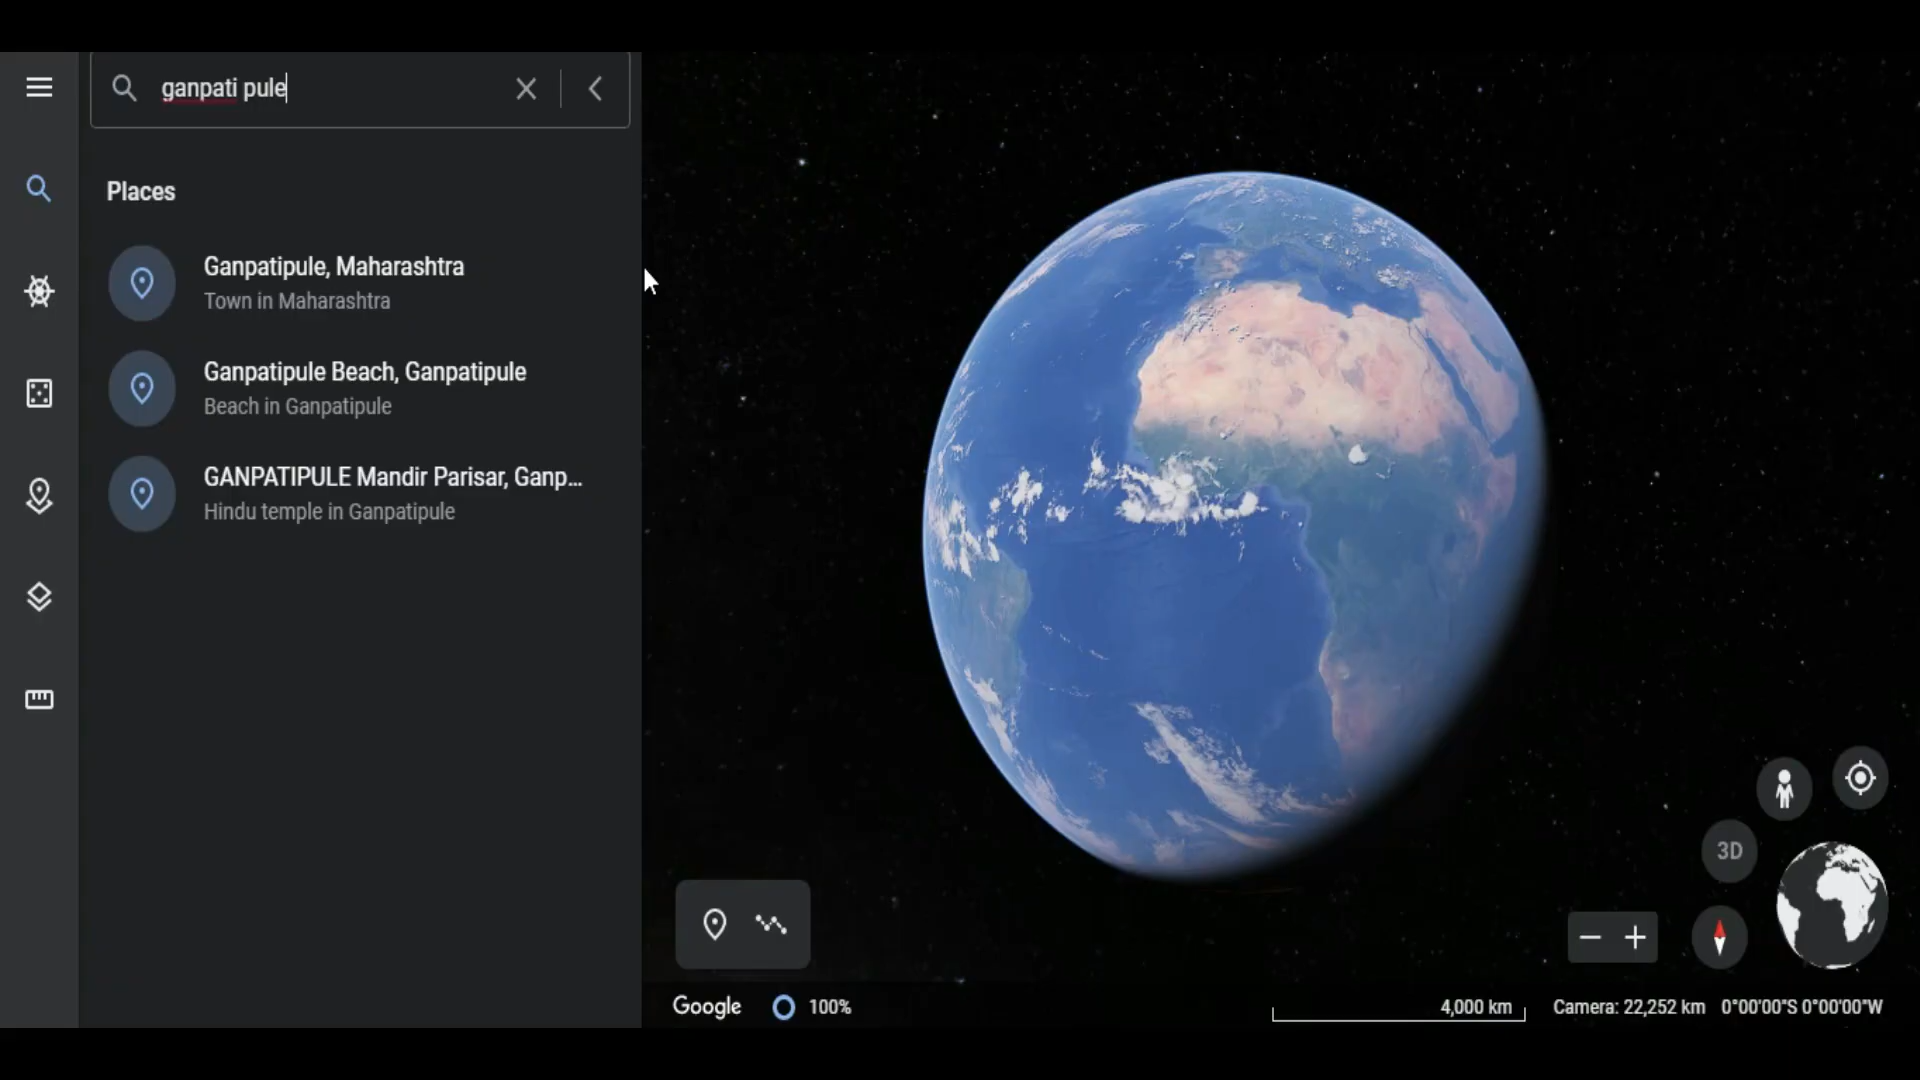 ganpati pule
Places
Ganpatipule, Maharashtra
Town in Maharashtra
Ganpatipule Beach, Ganpatipule
Beach in Ganpatipule
GANPATIPULE Mandir Parisar, Ganp...
Hindu temple in Ganpatipule
3D
Google
100%
4,000 km
Camera: 22,252 km 0°00'00"S 0°00'00"W